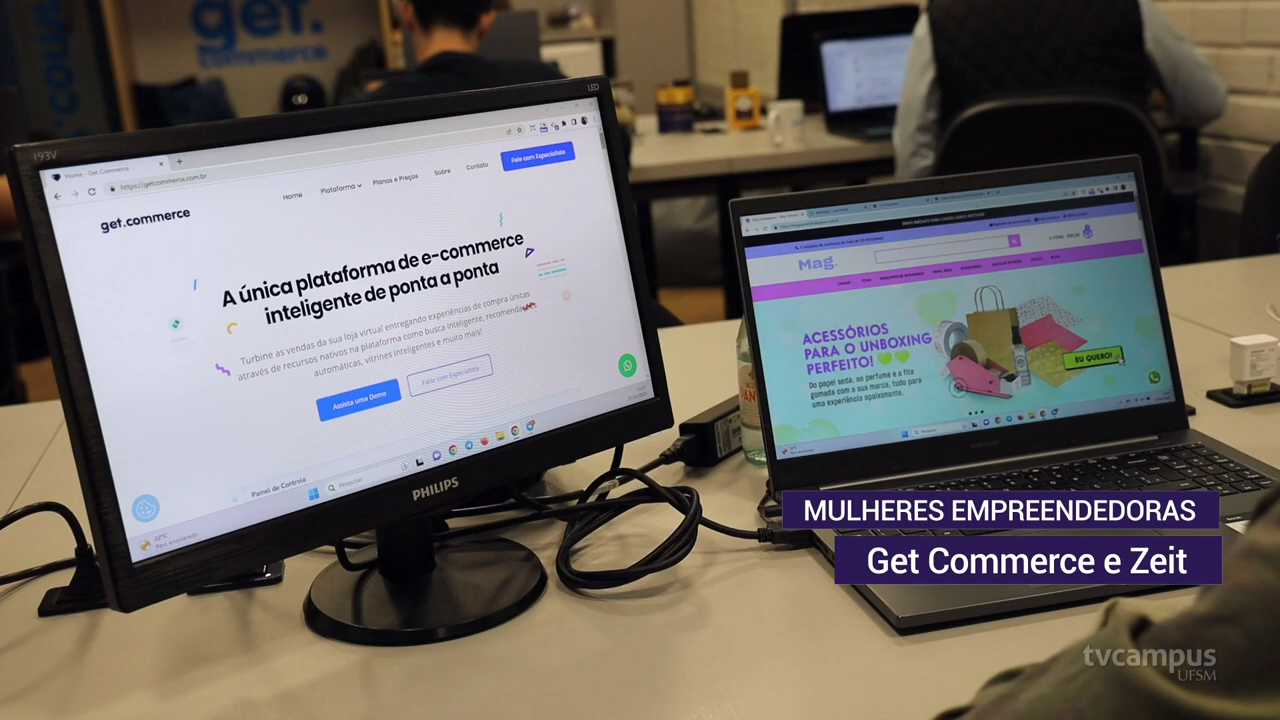 get.
commerce
193V
LED
Home - Get Commerce
https://getcommerce.com.br
get.commerce
Home
Plataforma
Planos e Preços
Sobre
Contato
Fale com Especialista
A única plataforma de e-commerce
inteligente de ponta a ponta
Turbine as vendas da sua loja virtual entregando experiências de compra únicas
através de recursos nativos na plataforma como busca inteligente, recomendações
automáticas, vitrines inteligentes e muito mais!
Assista uma Demo
Falar com Especialista
Painel de Controle
Pesquisar
22°C
Parc ensolarado
PHILIPS
Mag.
ACESSÓRIOS
PARA O UNBOXING
PERFEITO!
Do papel seda, ao perfume e a fita
gomada com a sua marca, tudo para
uma experiência apaixonante.
EU QUERO!
SAMSUNG
MULHERES EMPREENDEDORAS
Get Commerce e Zeit
tvcampus
UFSM